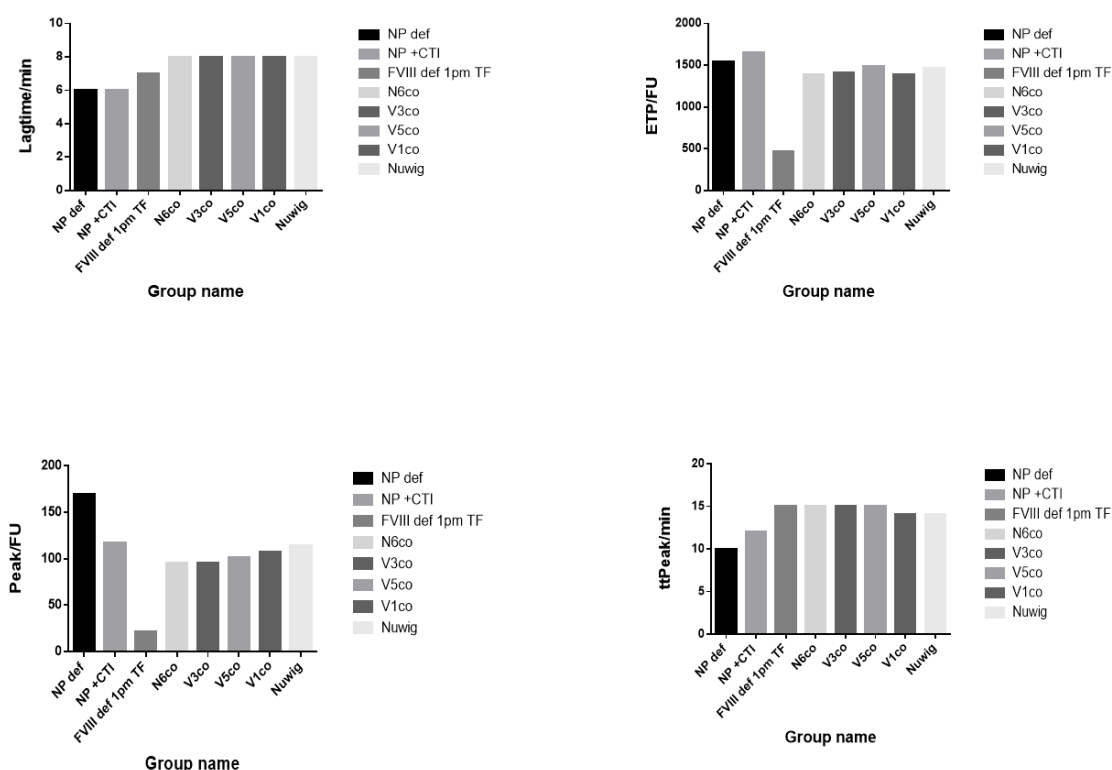 Lagtime/min
10
8
6
4
2
0
NP def
NP +CTI
FVIII def 1pm TF
N6co
V3co
V5co
V1co
Nuwig
Group name
NP def
NP +CTI
FVIII def 1pm TF
N6co
V3co
V5co
V1co
Nuwig
ETP/FU
2000
1500
1000
500
0
NP def
NP +CTI
FVIII def 1pm TF
N6co
V3co
V5co
V1co
Nuwig
Group name
NP def
NP +CTI
FVIII def 1pm TF
N6co
V3co
V5co
V1co
Nuwig
Peak/FU
200
150
100
50
0
NP def
NP +CTI
FVIII def 1pm TF
N6co
V3co
V5co
V1co
Nuwig
Group name
NP def
NP +CTI
FVIII def 1pm TF
N6co
V3co
V5co
V1co
Nuwig
ttPeak/min
20
15
10
5
0
NP def
NP +CTI
FVIII def 1pm TF
N6co
V3co
V5co
V1co
Nuwig
Group name
NP def
NP +CTI
FVIII def 1pm TF
N6co
V3co
V5co
V1co
Nuwig